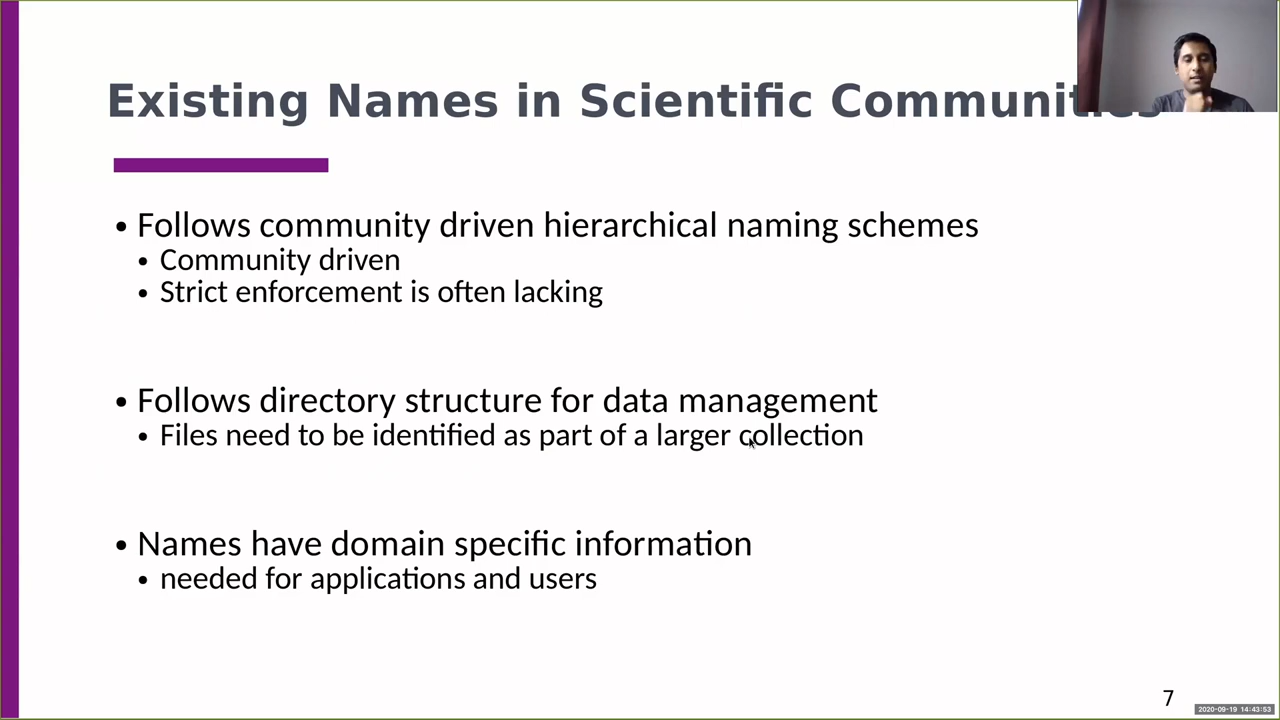 Existing Names in Scientific Communities
• Follows community driven hierarchical naming schemes
• Community driven
• Strict enforcement is often lacking
• Follows directory structure for data management
• Files need to be identified as part of a larger collection
• Names have domain specific information
• needed for applications and users
7
2020-09-19 14:43:53